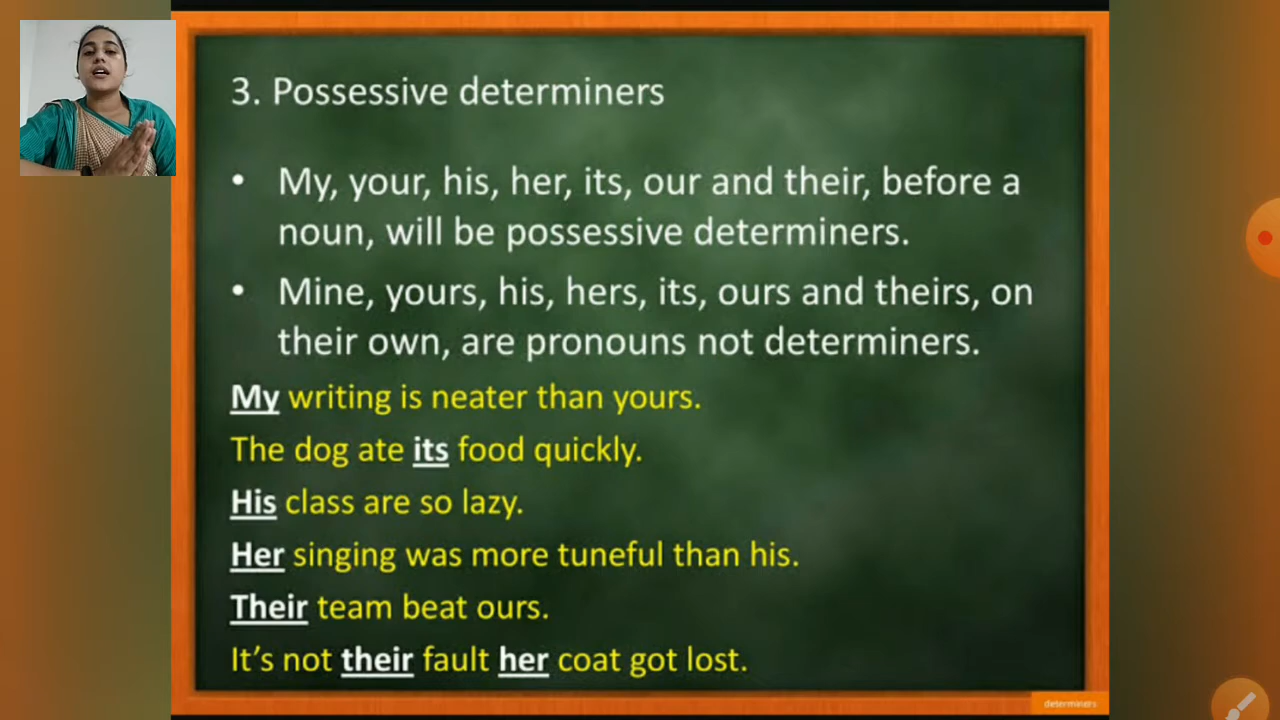 3. Possessive determiners
• My, your, his, her, its, our and their, before a
noun, will be possessive determiners.
• Mine, yours, his, hers, its, ours and theirs, on
their own, are pronouns not determiners.
My writing is neater than yours.
The dog ate its food quickly.
His class are so lazy.
Her singing was more tuneful than his.
Their team beat ours.
It’s not their fault her coat got lost.
determiners